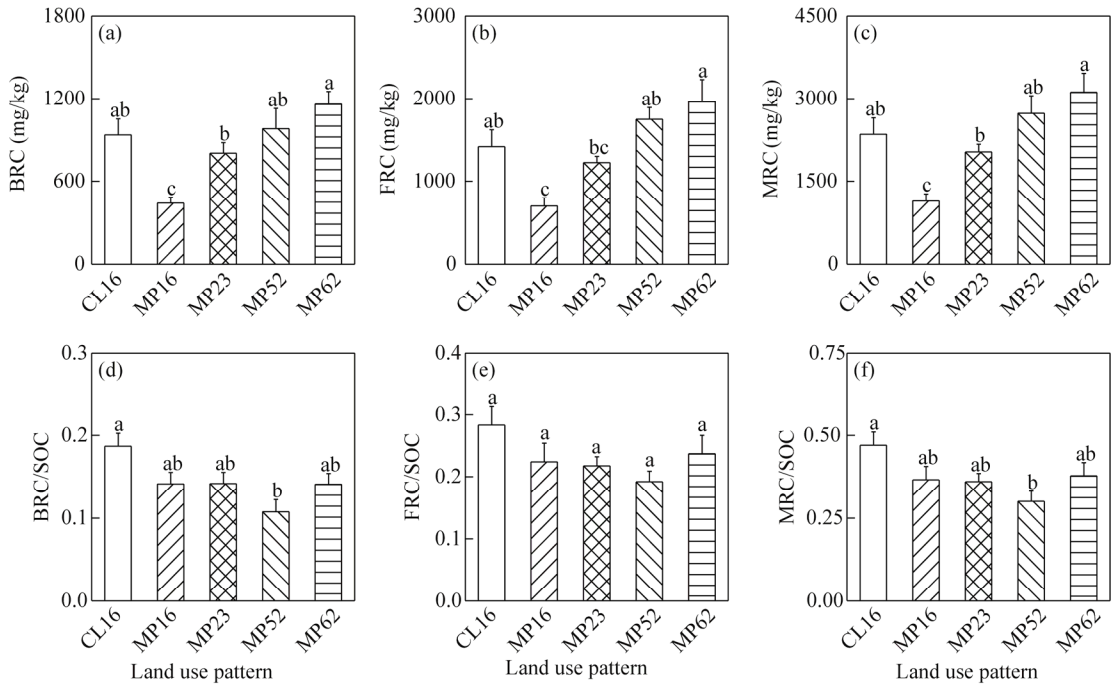 (a)
BRC (mg/kg)
1800
1200
600
0
ab
c
b
ab
a
CL16
MP16
MP23
MP52
MP62
(b)
FRC (mg/kg)
3000
2000
1000
0
ab
c
bc
ab
a
CL16
MP16
MP23
MP52
MP62
(c)
MRC (mg/kg)
4500
3000
1500
0
ab
c
b
ab
a
CL16
MP16
MP23
MP52
MP62
(d)
BRC/SOC
0.3
0.2
0.1
0.0
a
ab
ab
b
ab
CL16
MP16
MP23
MP52
MP62
Land use pattern
(e)
FRC/SOC
0.4
0.3
0.2
0.1
0.0
a
a
a
a
a
CL16
MP16
MP23
MP52
MP62
Land use pattern
(f)
MRC/SOC
0.75
0.50
0.25
0.00
a
ab
ab
b
ab
CL16
MP16
MP23
MP52
MP62
Land use pattern